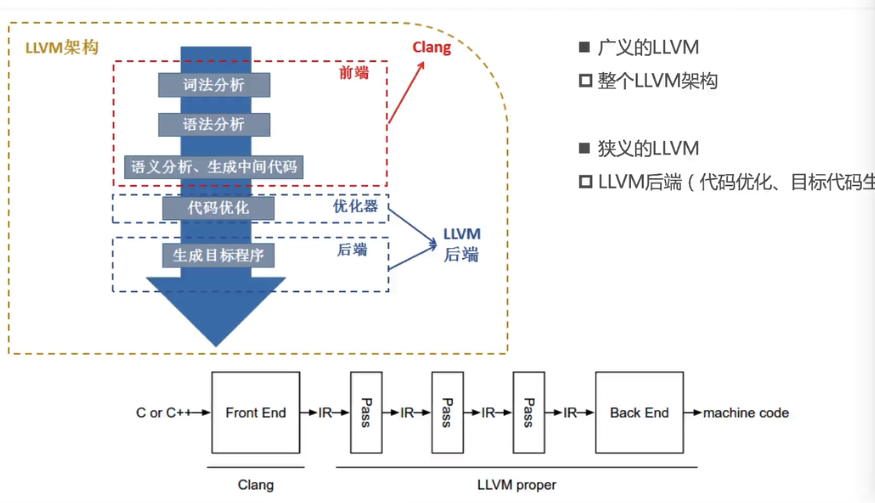 LLVM架构
Clang
前端
词法分析
语法分析
语义分析、生成中间代码
代码优化
优化器
生成目标程序
后端
LLVM
后端
■ 广义的LLVM
整个LLVM架构
■ 狭义的LLVM
LLVM后端（代码优化、目标代码生
C or C++
Front End
IR
Pass
IR
Pass
IR
Pass
IR
Back End
machine code
Clang
LLVM proper